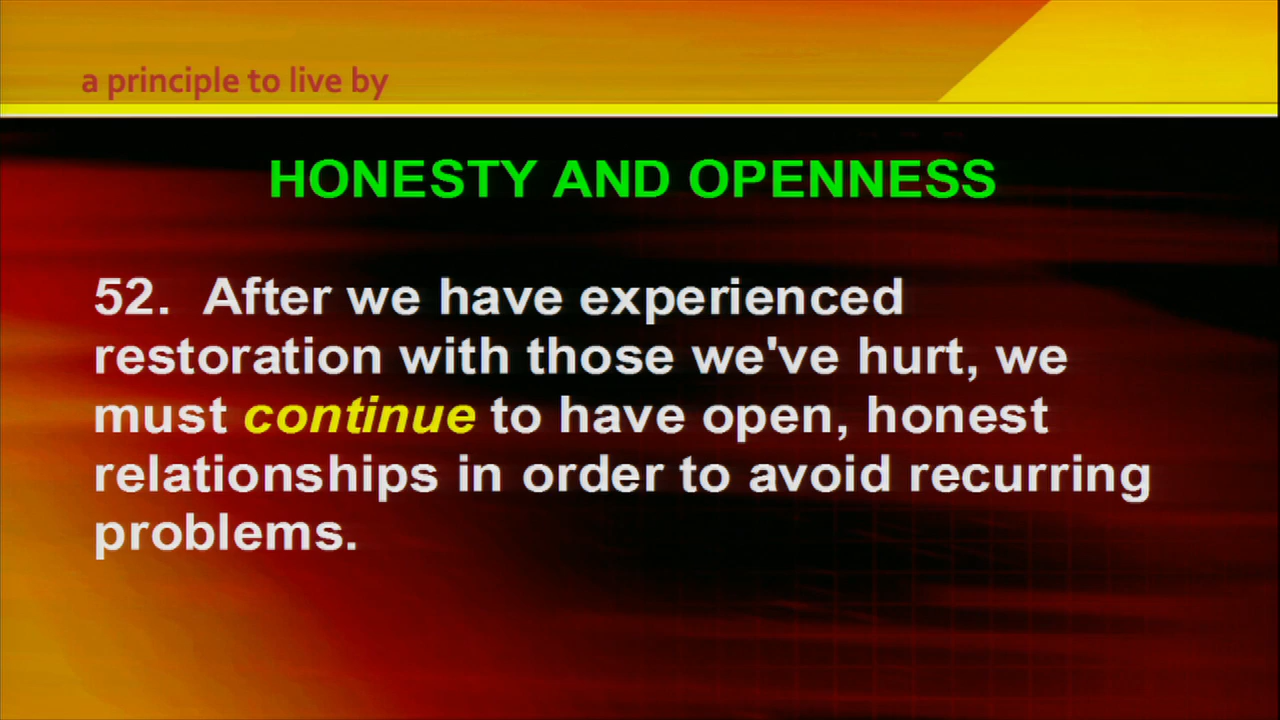 a principle to live by
HONESTY AND OPENNESS
52. After we have experienced
restoration with those we've hurt, we
must continue to have open, honest
relationships in order to avoid recurring
problems.